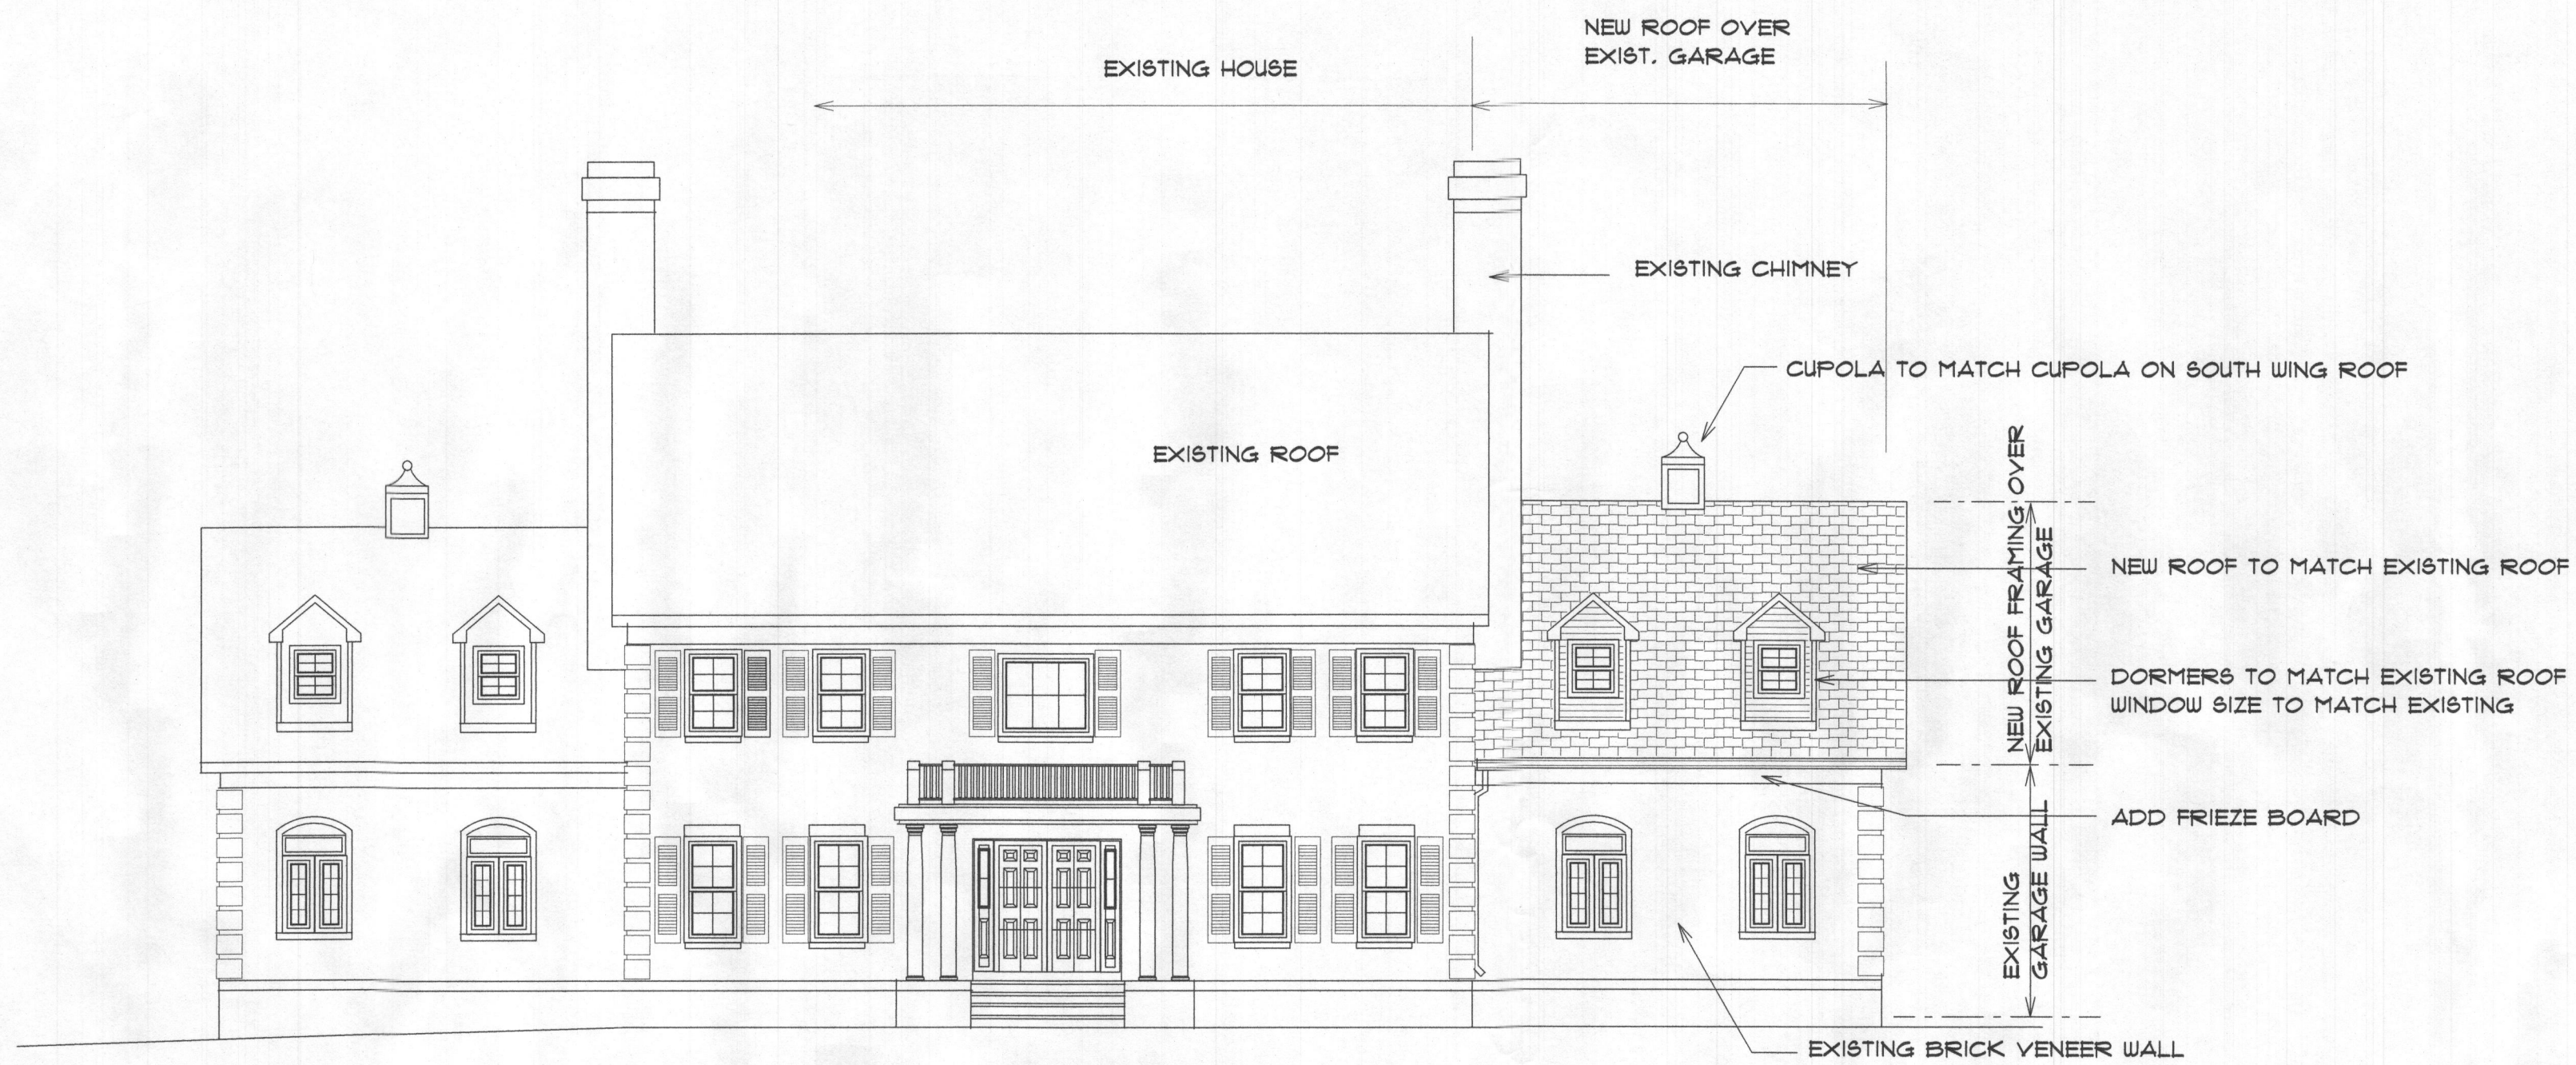 NEW ROOF OVER
EXIST. GARAGE
EXISTING HOUSE
EXISTING CHIMNEY
CUPOLA TO MATCH CUPOLA ON SOUTH WING ROOF
EXISTING ROOF
NEW ROOF FRAMING OVER
EXISTING GARAGE
NEW ROOF TO MATCH EXISTING ROOF
DORMERS TO MATCH EXISTING ROOF
WINDOW SIZE TO MATCH EXISTING
ADD FRIEZE BOARD
EXISTING
GARAGE WALL
EXISTING BRICK VENEER WALL